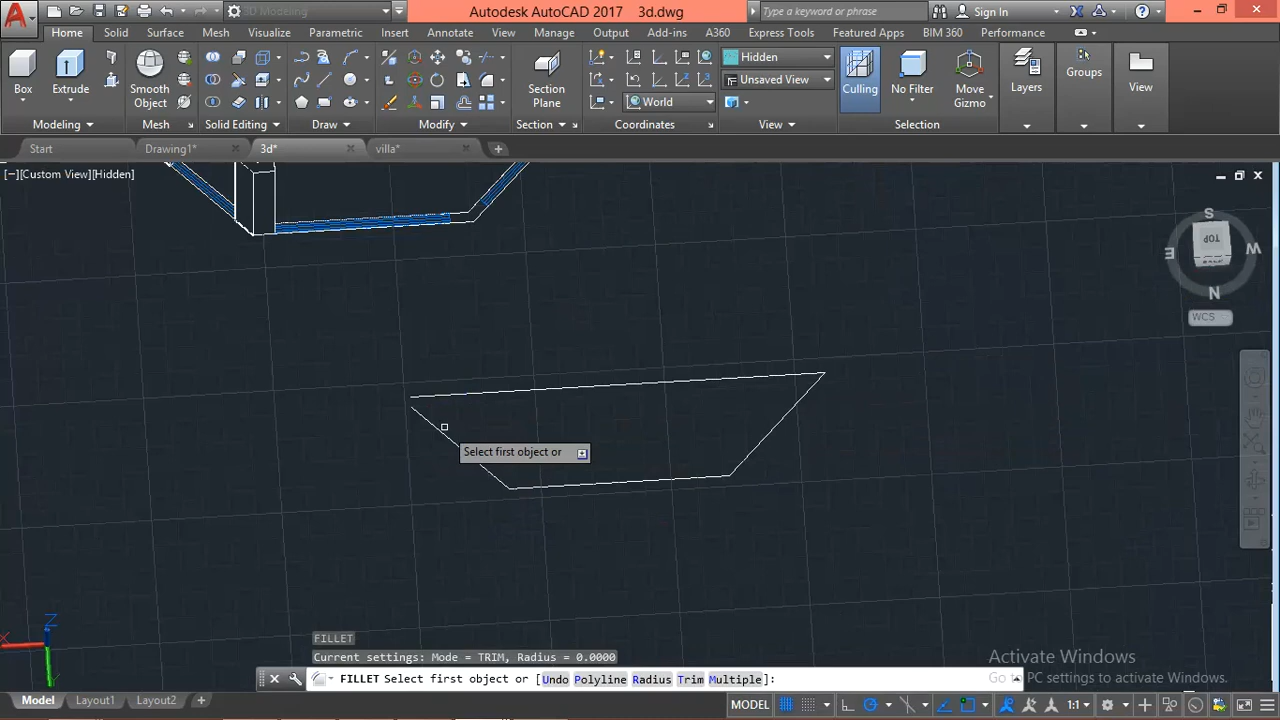 3D Modeling
Autodesk AutoCAD 2017 3d.dwg
Type a keyword or phrase
Sign In
Home Solid Surface Mesh Visualize Parametric Insert Annotate View Manage Output Add-ins A360 Express Tools Featured Apps BIM 360 Performance
Box
Extrude
Smooth
Object
Section
Plane
Hidden
Unsaved View
World
Culling
No Filter
Move
Gizmo
Layers
Groups
View
Modeling
Mesh
Solid Editing
Draw
Modify
Section
Coordinates
View
Selection
Start
Drawing1*
3d*
villa*
[−][Custom View][Hidden]
S
E
TOP
BACK
W
N
WCS
Select first object or
Z
X
FILLET
Current settings: Mode = TRIM, Radius = 0.0000
Activate Windows
Go to PC settings to activate Windows.
FILLET Select first object or [Undo Polyline Radius Trim Multiple]:
Model
Layout1
Layout2
MODEL
1:1